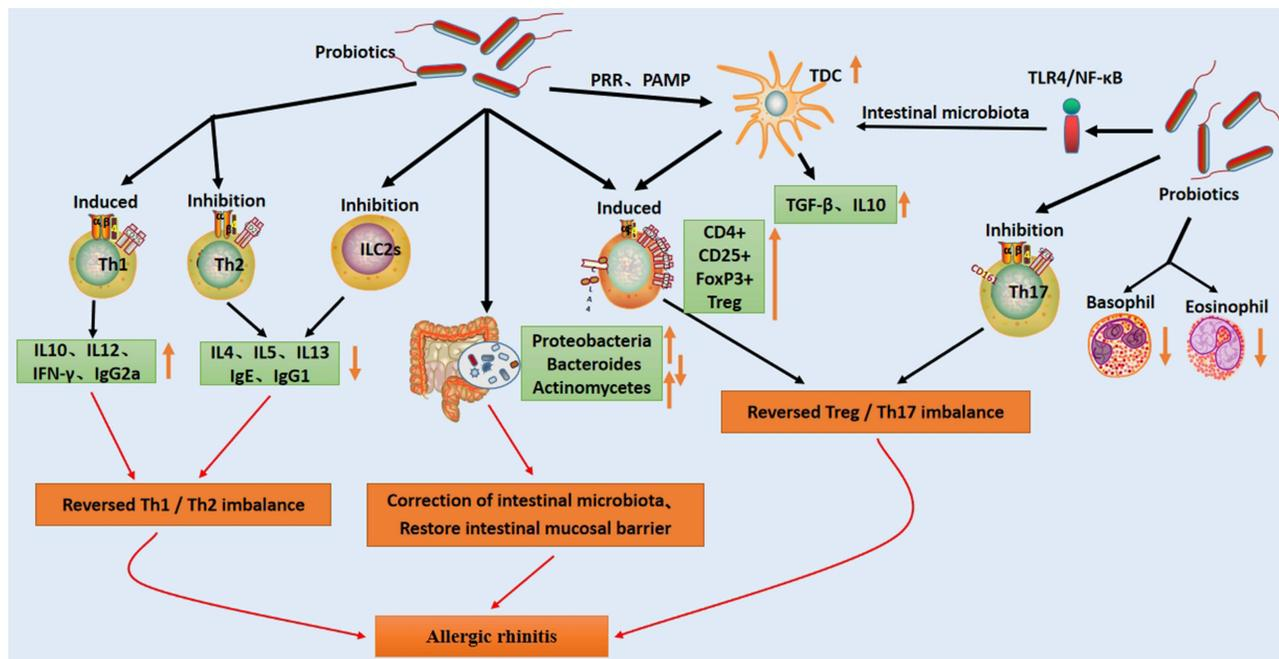 Probiotics
PRR、PAMP
TDC
TLR4/NF-κB
Intestinal microbiota
Probiotics
Induced
Inhibition
Inhibition
Induced
TGF-β、IL10
α β
Th1
α β
Th2
ILC2s
CD4+
CD25+
FoxP3+
Treg
Inhibition
α β
CD161
Th17
Basophil
Eosinophil
IL10、IL12、
IFN-γ、IgG2a
IL4、IL5、IL13
IgE、IgG1
Proteobacteria
Bacteroides
Actinomycetes
Reversed Treg / Th17 imbalance
Reversed Th1 / Th2 imbalance
Correction of intestinal microbiota、
Restore intestinal mucosal barrier
Allergic rhinitis